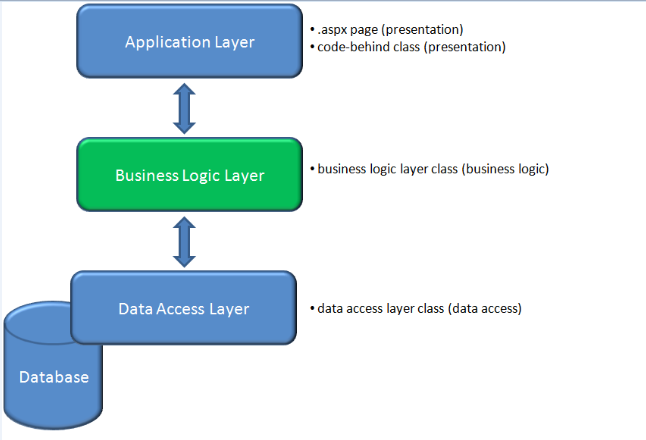 Application Layer
• .aspx page (presentation)
• code-behind class (presentation)
Business Logic Layer
• business logic layer class (business logic)
Data Access Layer
• data access layer class (data access)
Database